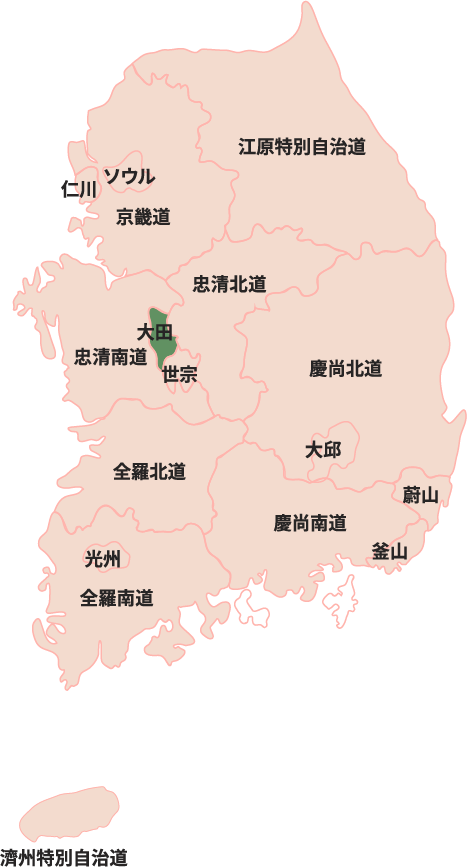 江原特別自治道
ソウル
仁川
京畿道
忠清北道
大田
忠清南道
世宗
慶尚北道
大邱
全羅北道
蔚山
慶尚南道
釜山
光州
全羅南道
済州特別自治道